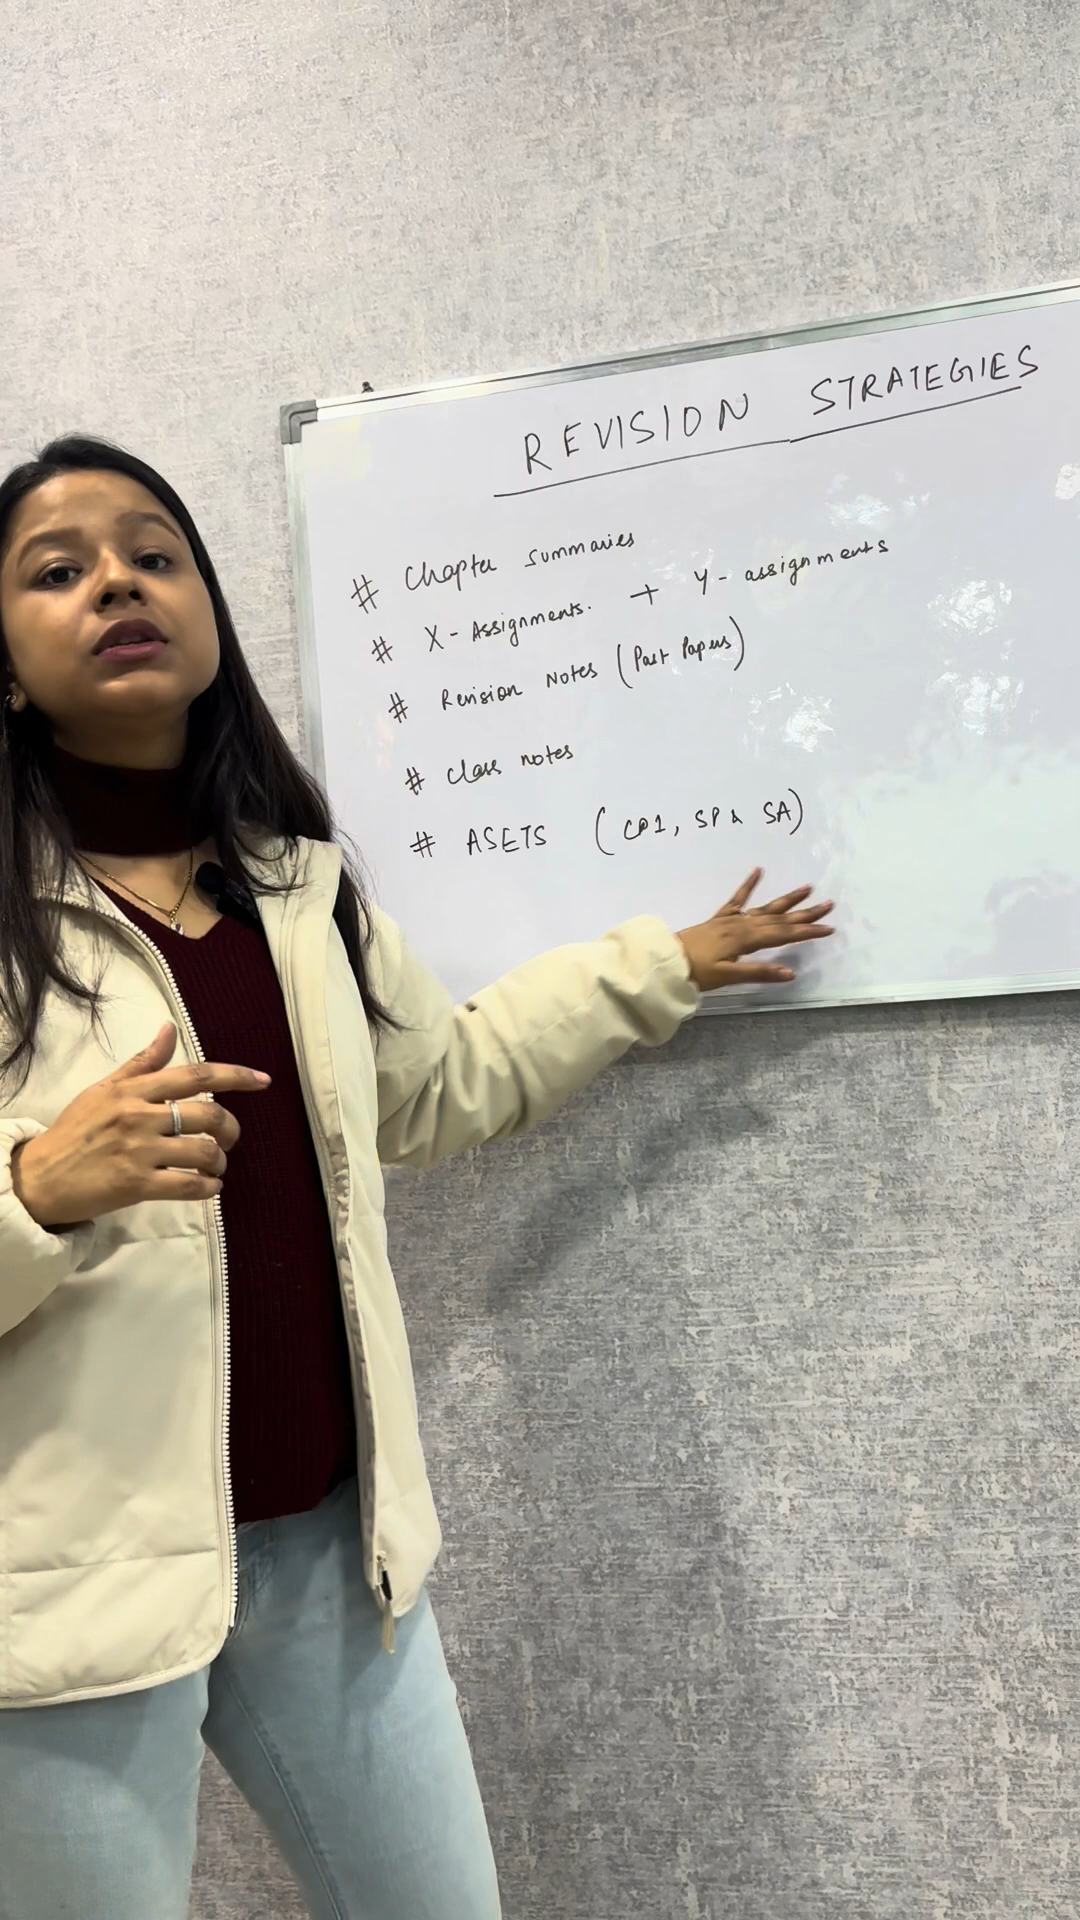 REVISION STRATEGIES
# Chapter summaries
# X - Assignments. + Y - assignments
# Revision Notes (Past Papers)
# Class notes
# ASETS (CP1, SP & SA)